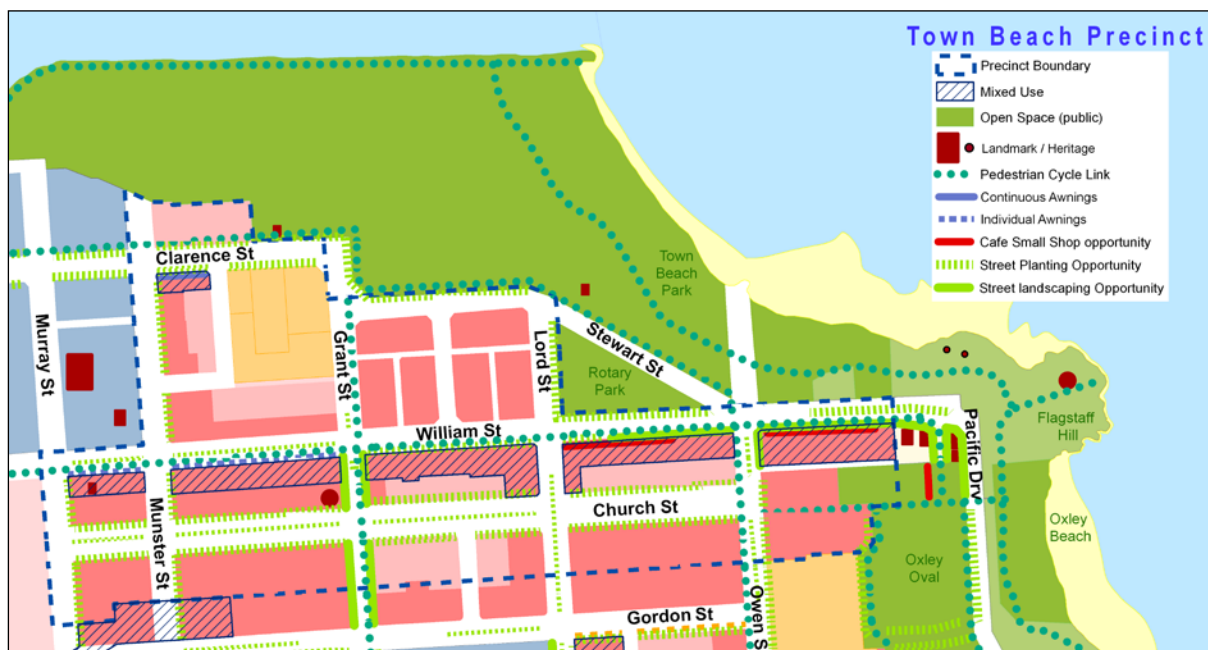 Town Beach Precinct
Precinct Boundary
Mixed Use
Open Space (public)
Landmark / Heritage
Pedestrian Cycle Link
Continuous Awnings
Individual Awnings
Cafe Small Shop opportunity
Street Planting Opportunity
Street landscaping Opportunity
Clarence St
Town
Beach
Park
Murray St
Grant St
Lord St
Stewart St
Rotary
Park
William St
Pacific Drv
Flagstaff
Hill
Munster St
Church St
Oxley
Beach
Oxley
Oval
Gordon St
Owen S